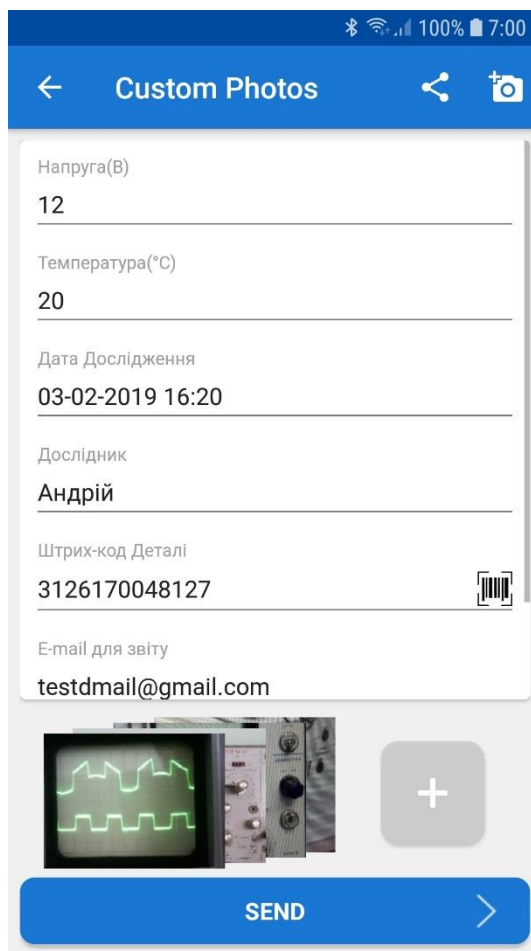 100% 7:00
Custom Photos
Напруга(В)
12
Температура(°C)
20
Дата Дослідження
03-02-2019 16:20
Дослідник
Андрій
Штрих-код Деталі
3126170048127
E-mail для звіту
testdmail@gmail.com
SEND